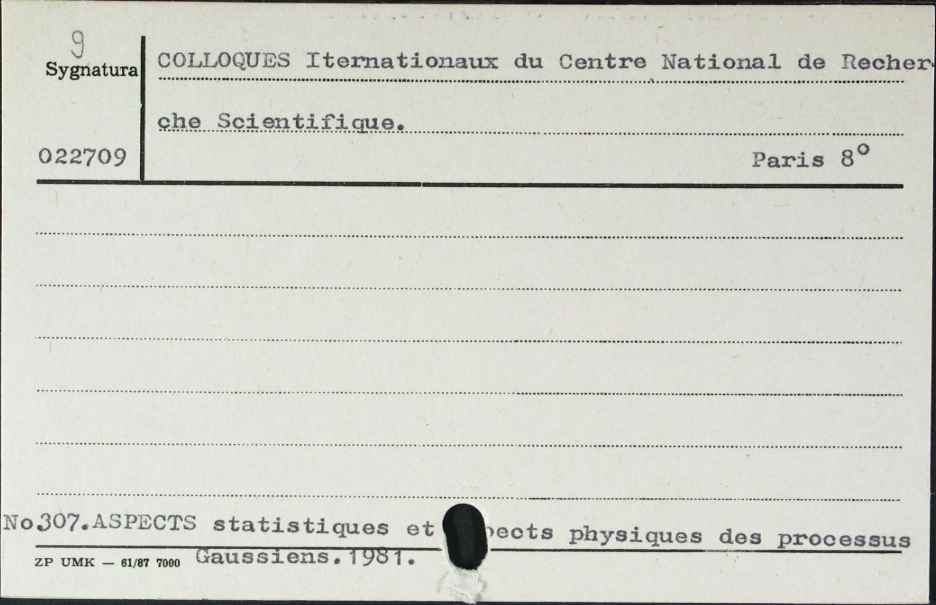 9
Sygnatura
COLLOQUES Iternationaux du Centre National de Recher-
che Scientifique.
022709
Paris 8°
No307.ASPECTS statistiques et pects physiques des processus
Gaussiens.1981.
ZP UMK — 61/87 7000